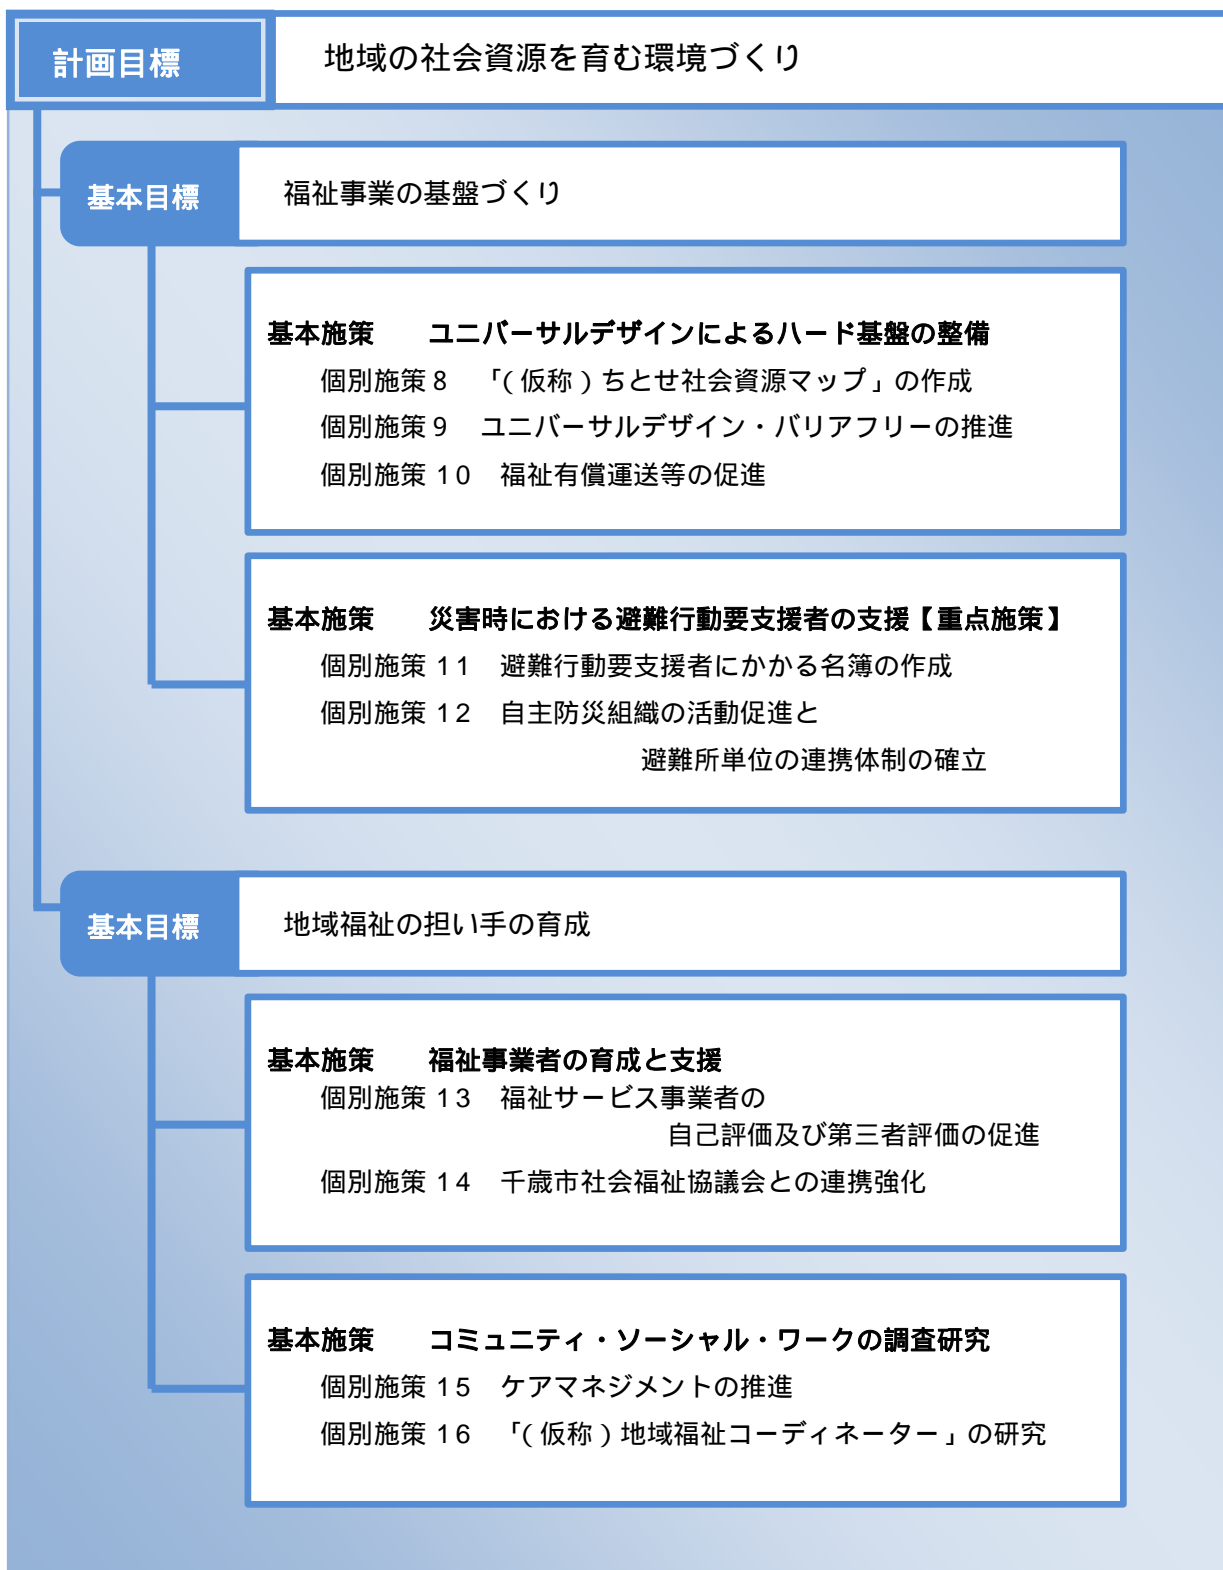 計画目標　地域の社会資源を育む環境づくり
基本目標　福祉事業の基盤づくり
基本施策　　ユニバーサルデザインによるハード基盤の整備
個別施策８　「(仮称）ちとせ社会資源マップ」の作成
個別施策９　ユニバーサルデザイン・バリアフリーの推進
個別施策 10　福祉有償運送等の促進
基本施策　　災害時における避難行動要支援者の支援【重点施策】
個別施策 11　避難行動要支援者にかかる名簿の作成
個別施策 12　自主防災組織の活動促進と
避難所単位の連携体制の確立
基本目標　地域福祉の担い手の育成
基本施策　　福祉事業者の育成と支援
個別施策 13　福祉サービス事業者の
自己評価及び第三者評価の促進
個別施策 14　千歳市社会福祉協議会との連携強化
基本施策　　コミュニティ・ソーシャル・ワークの調査研究
個別施策 15　ケアマネジメントの推進
個別施策 16　「(仮称）地域福祉コーディネーター」の研究